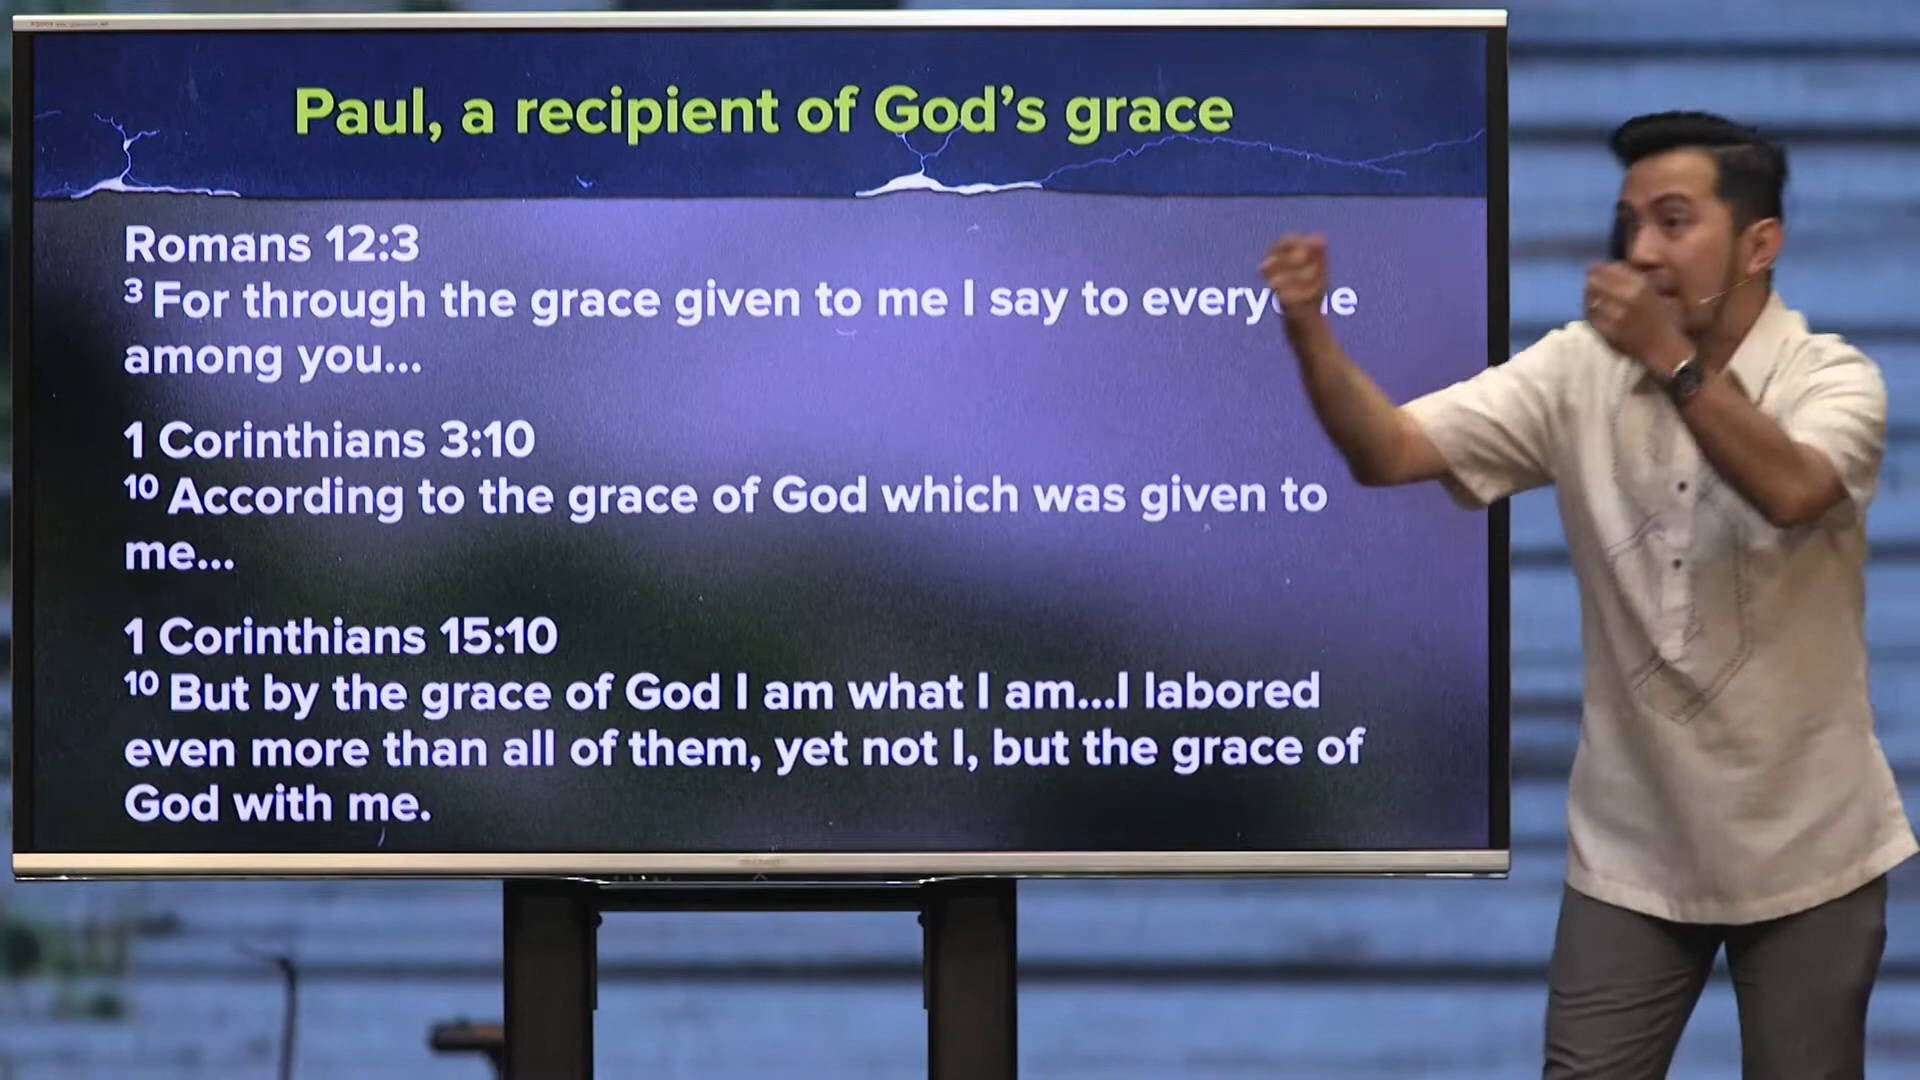 Paul, a recipient of God's grace
Romans 12:3
3 For through the grace given to me I say to
among you...
1 Corinthians 3:10
10 According to the grace of God which was given to
me...
1 Corinthians 15:10
10 But by the grace of God I am what I am...I labored
even more than all of them, yet not I, but the grace of
God with me.